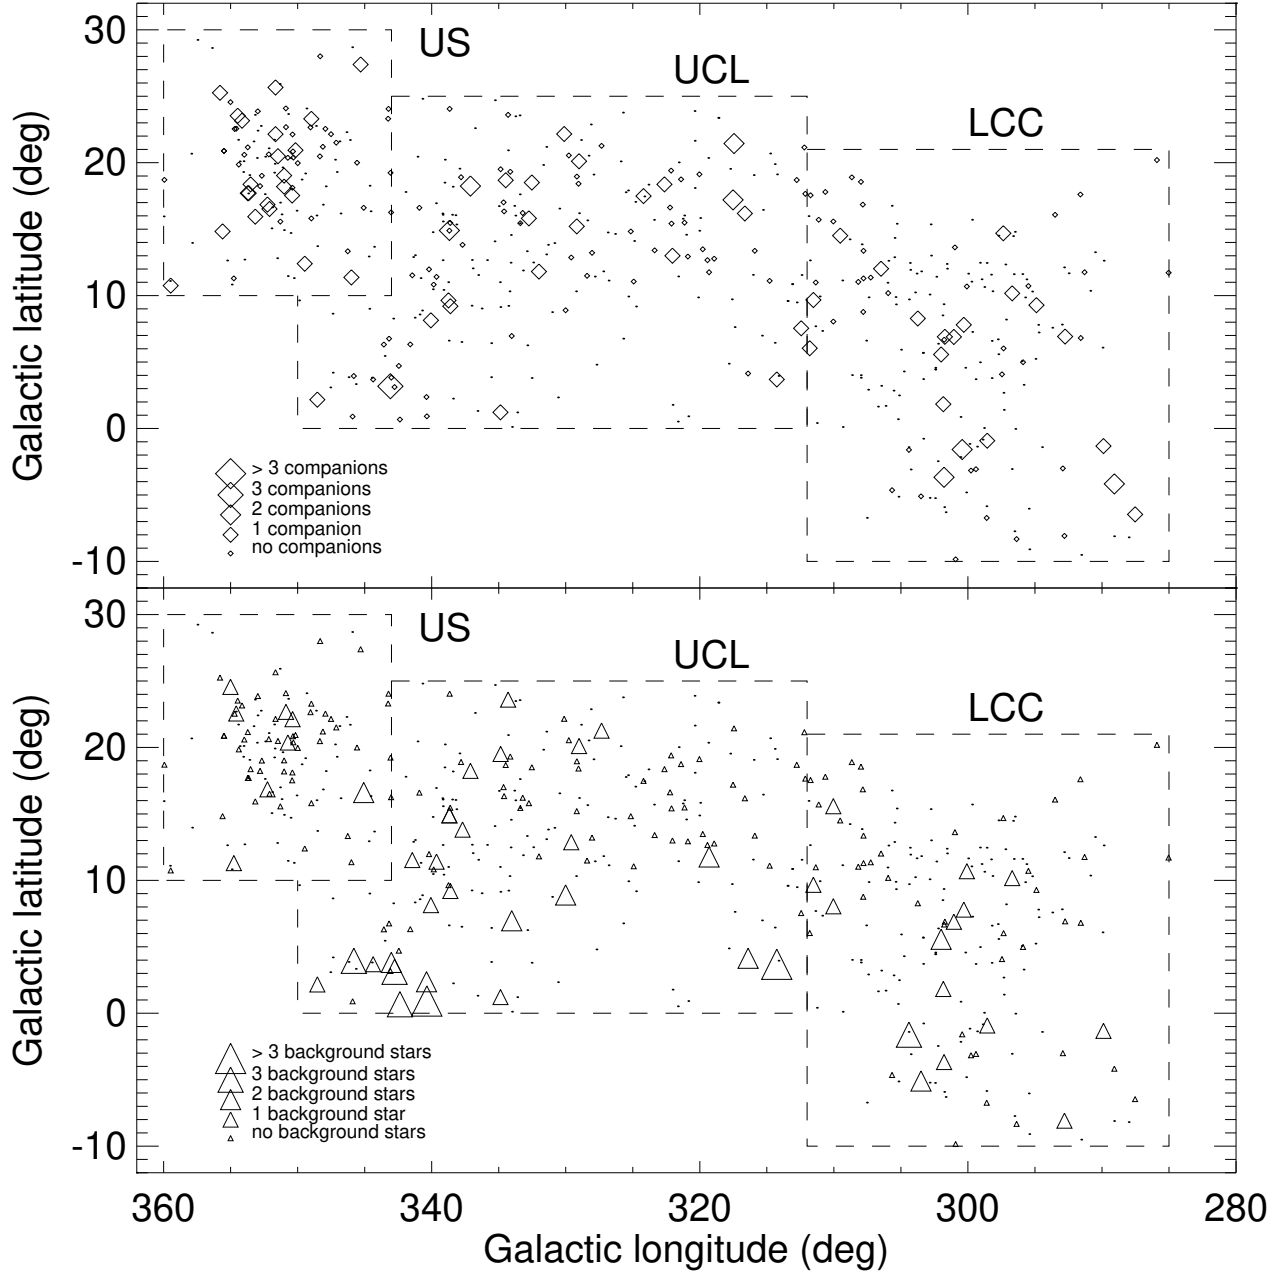 30
20
10
0
-10
Galactic latitude (deg)
US
UCL
LCC
> 3 companions
3 companions
2 companions
1 companion
no companions
30
20
10
0
-10
Galactic latitude (deg)
US
UCL
LCC
> 3 background stars
3 background stars
2 background stars
1 background star
no background stars
360 340 320 300 280
Galactic longitude (deg)